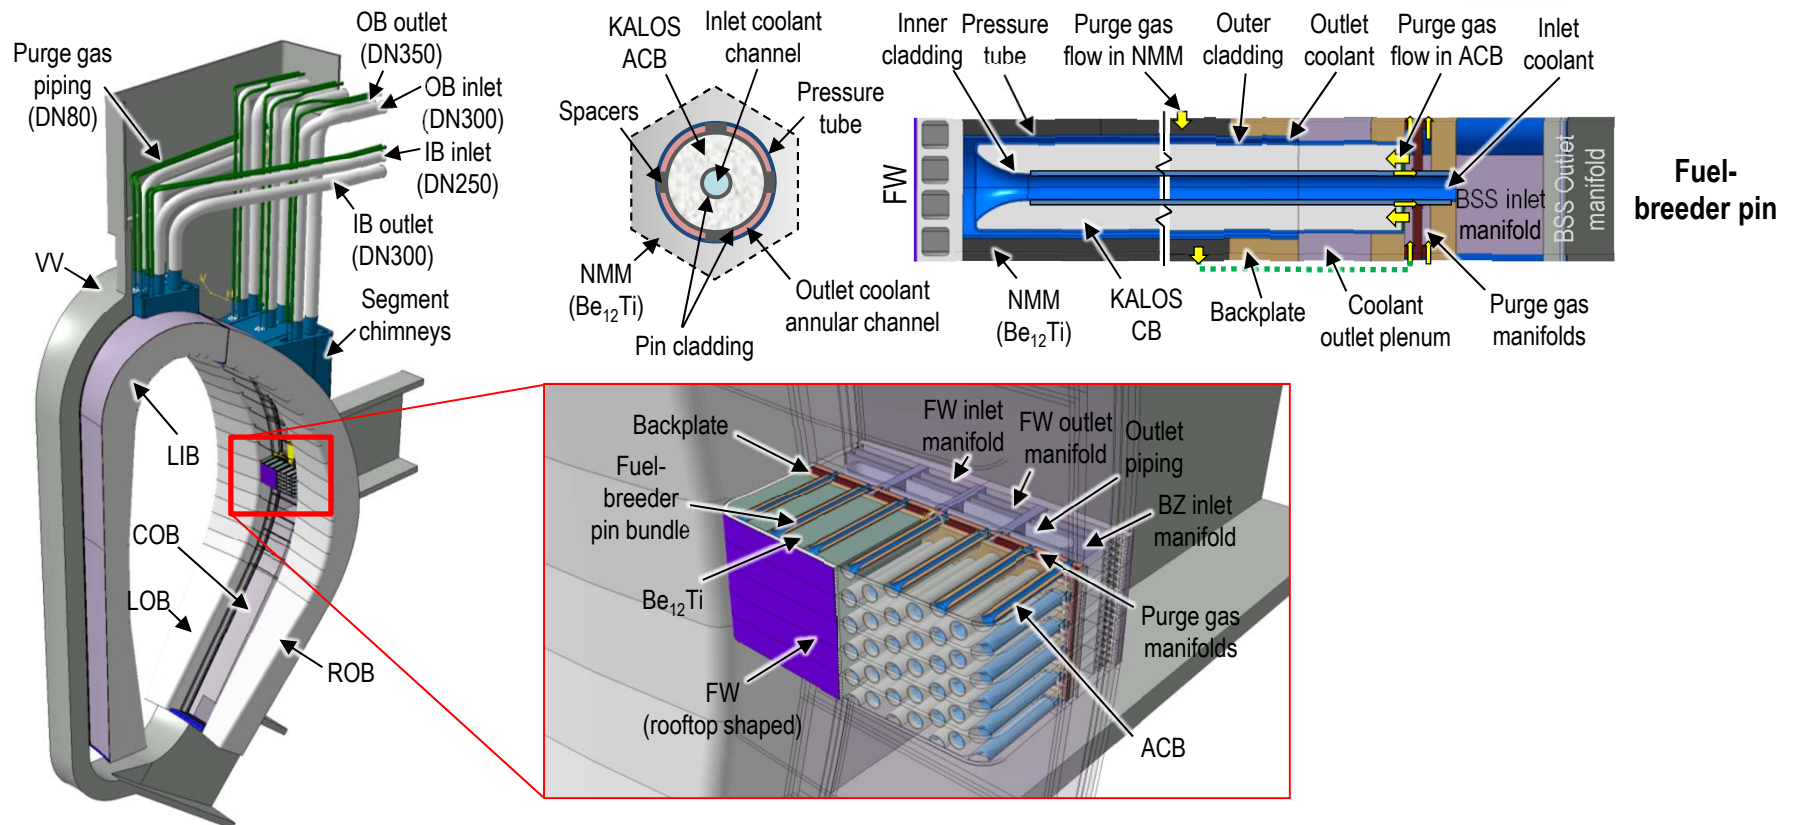 Purge gas
piping
(DN80)
OB outlet
(DN350)
OB inlet
(DN300)
IB inlet
(DN250)
IB outlet
(DN300)
VV
Segment
chimneys
LIB
COB
LOB
ROB
KALOS
ACB
Inlet coolant
channel
Spacers
Pressure
tube
NMM
(Be12Ti)
Outlet coolant
annular channel
Pin cladding
Inner
cladding
Pressure
tube
Purge gas
flow in NMM
Outer
cladding
Outlet
coolant
Purge gas
flow in ACB
Inlet
coolant
FW
BSS inlet
manifold
BSS Outlet
manifold
Fuel-
breeder pin
NMM
(Be12Ti)
KALOS
CB
Backplate
Coolant
outlet plenum
Purge gas
manifolds
Backplate
FW inlet
manifold
FW outlet
manifold
Outlet
piping
Fuel-
breeder
pin bundle
BZ inlet
manifold
Be12Ti
Purge gas
manifolds
FW
(rooftop shaped)
ACB